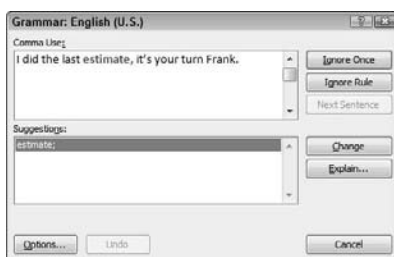 Grammar: English (U.S.)
Comma Use:
I did the last estimate, it's your turn Frank.
Ignore Once
Ignore Rule
Next Sentence
Suggestions:
estmate;
Change
Explain...
Options...
Undo
Cancel